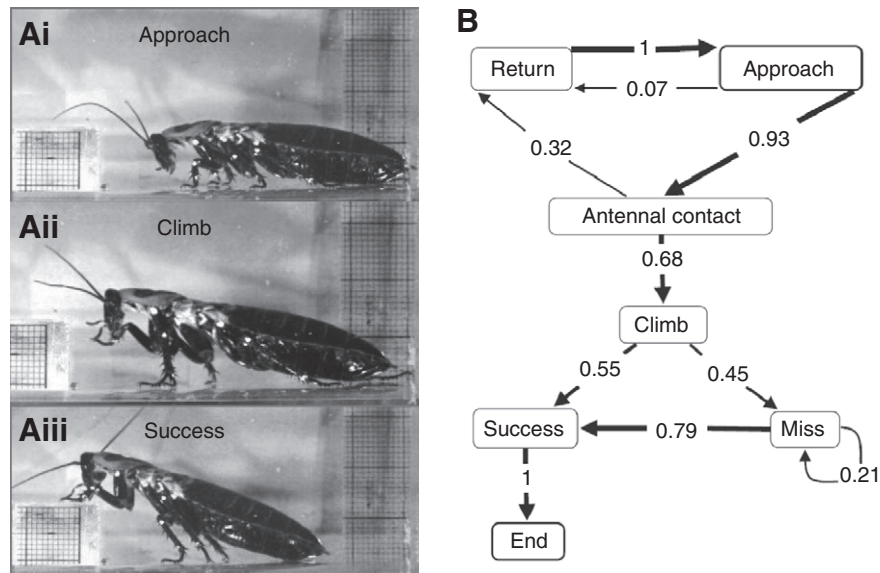 Ai
Approach
Aii
Climb
Aiii
Success
B
Return
1
Approach
0.07
0.32
0.93
Antennal contact
0.68
Climb
0.55
0.45
Success
0.79
Miss
0.21
1
End